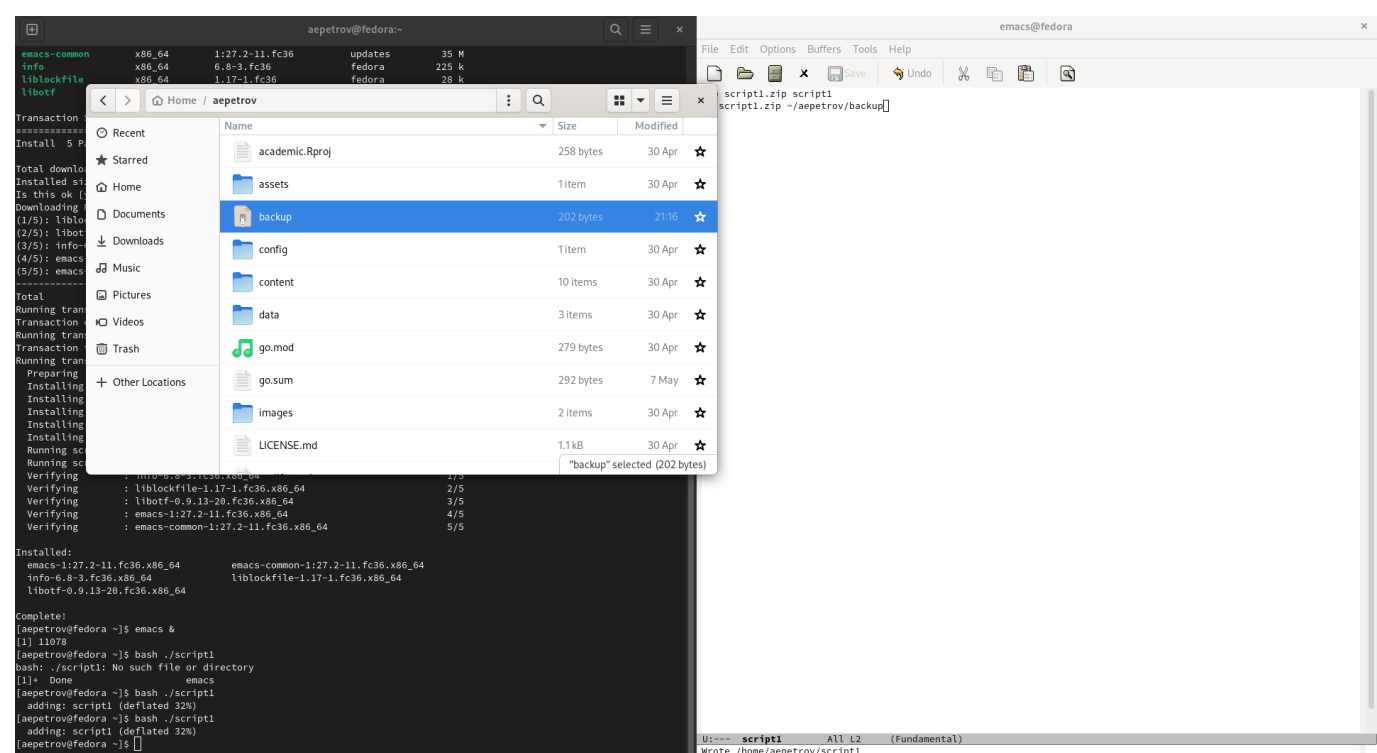 aepetrov@fedora:~
emacs-common x86_64 1:27.2-11.fc36 updates 35 M
info x86_64 6.8-3.fc36 fedora 225 k
liblockfile x86_64 1.17-1.fc36 fedora 28 k
libotf
Transaction
Install 5
Total
Installed
Is this ok
Downloading
(1/5):
(2/5):
(3/5):
(4/5): emacs
(5/5): emacs
Total
Running
Transaction
Running
Transaction
Running
Preparing
Installing
Installing
Installing
Installing
Installing
Running
Running
Verifying : info-6.8-3.fc36.x86_64 1/5
Verifying : liblockfile-1.17-1.fc36.x86_64 2/5
Verifying : libotf-0.9.13-20.fc36.x86_64 3/5
Verifying : emacs-1:27.2-11.fc36.x86_64 4/5
Verifying : emacs-common-1:27.2-11.fc36.x86_64 5/5
Installed:
emacs-1:27.2-11.fc36.x86_64 emacs-common-1:27.2-11.fc36.x86_64
info-6.8-3.fc36.x86_64 liblockfile-1.17-1.fc36.x86_64
libotf-0.9.13-20.fc36.x86_64
Complete!
[aepetrov@fedora ~]$ emacs &
[1] 11078
[aepetrov@fedora ~]$ bash ./script1
bash: ./script1: No such file or directory
[1]+ Done emacs
[aepetrov@fedora ~]$ bash ./script1
adding: script1 (deflated 32%)
[aepetrov@fedora ~]$ bash ./script1
adding: script1 (deflated 32%)
[aepetrov@fedora ~]$
Home / aepetrov
Recent
Starred
Home
Documents
Downloads
Music
Pictures
Videos
Trash
+ Other Locations
Name Size Modified
academic.Rproj 258 bytes 30 Apr
assets 1 item 30 Apr
backup 202 bytes 21:16
config 1 item 30 Apr
content 10 items 30 Apr
data 3 items 30 Apr
go.mod 279 bytes 30 Apr
go.sum 292 bytes 7 May
images 2 items 30 Apr
LICENSE.md 1.1 kB 30 Apr
"backup" selected (202 bytes)
emacs@fedora
File Edit Options Buffers Tools Help
Save Undo
script1.zip script1
script1.zip ~/aepetrov/backup
U:--- script1 All L2 (Fundamental)
Wrote /home/aepetrov/script1